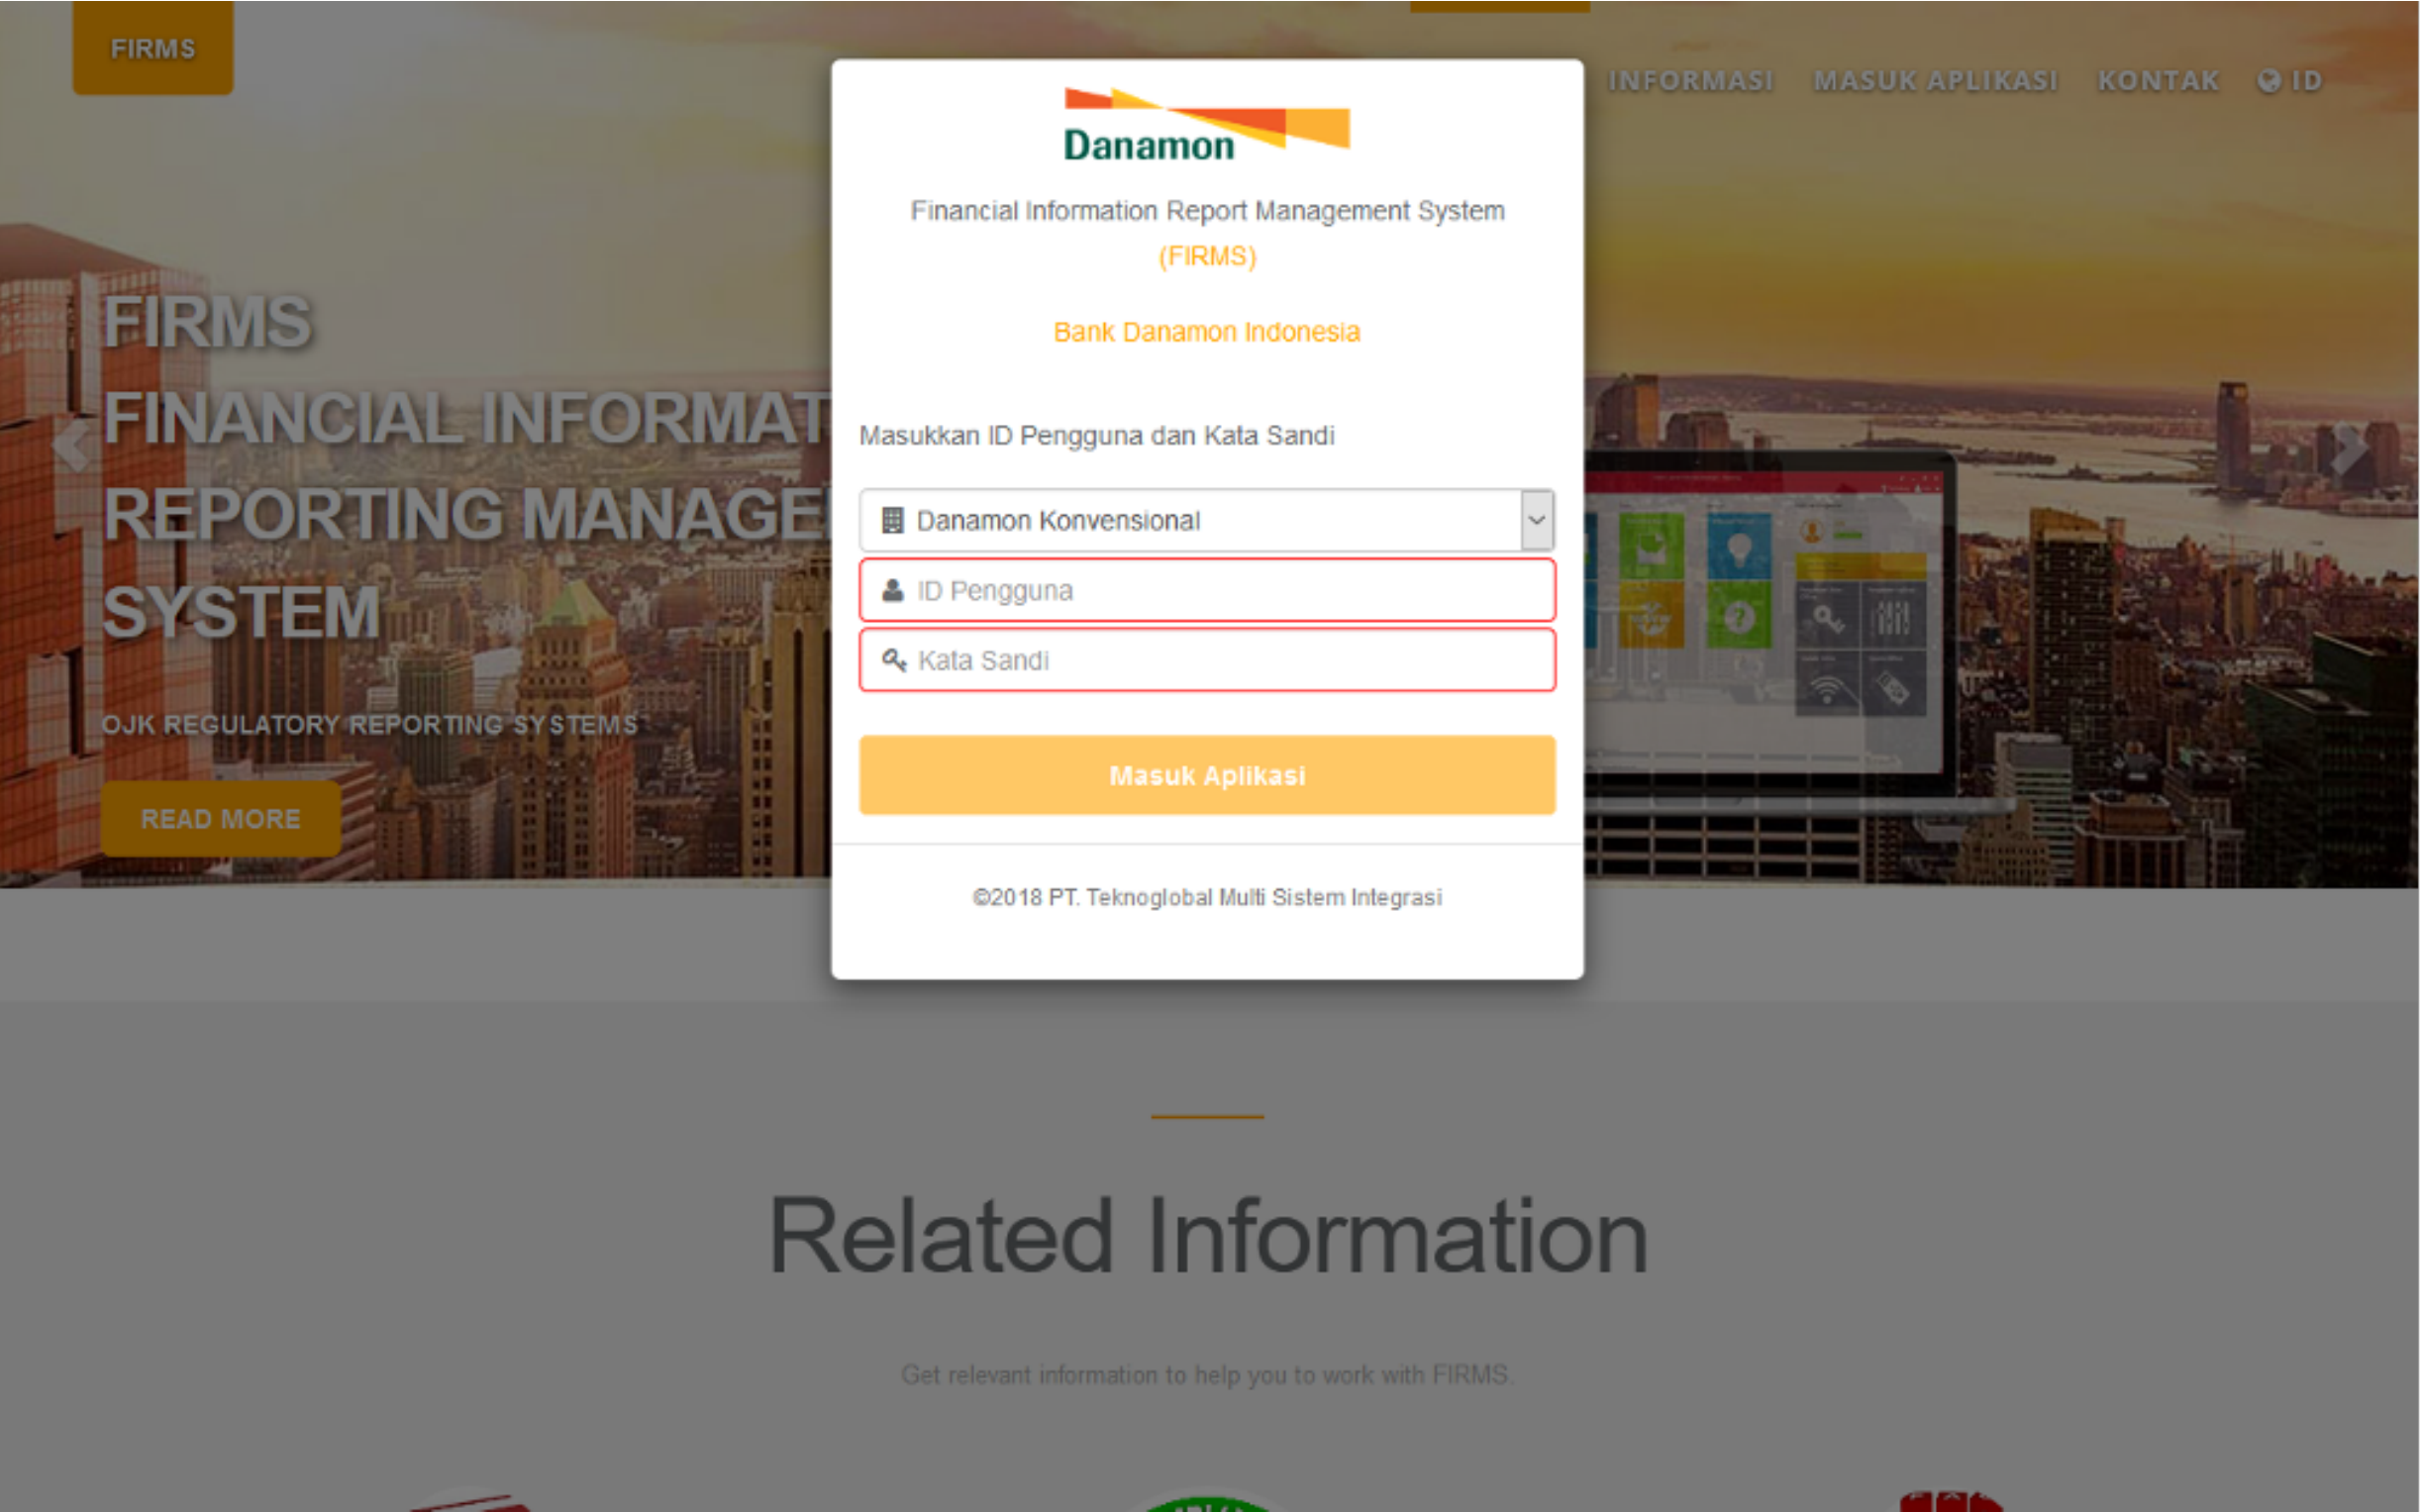 FIRMS
INFORMASI MASUK APLIKASI KONTAK ID
Danamon
Financial Information Report Management System
(FIRMS)
Bank Danamon Indonesia
FIRMS
FINANCIAL INFORMAT
REPORTING MANAGE
SYSTEM
OJK REGULATORY REPORTING SYSTEMS
READ MORE
Masukkan ID Pengguna dan Kata Sandi
Danamon Konvensional
ID Pengguna
Kata Sandi
Masuk Aplikasi
©2018 PT. Teknoglobal Multi Sistem Integrasi
Related Information
Get relevant information to help you to work with FIRMS.